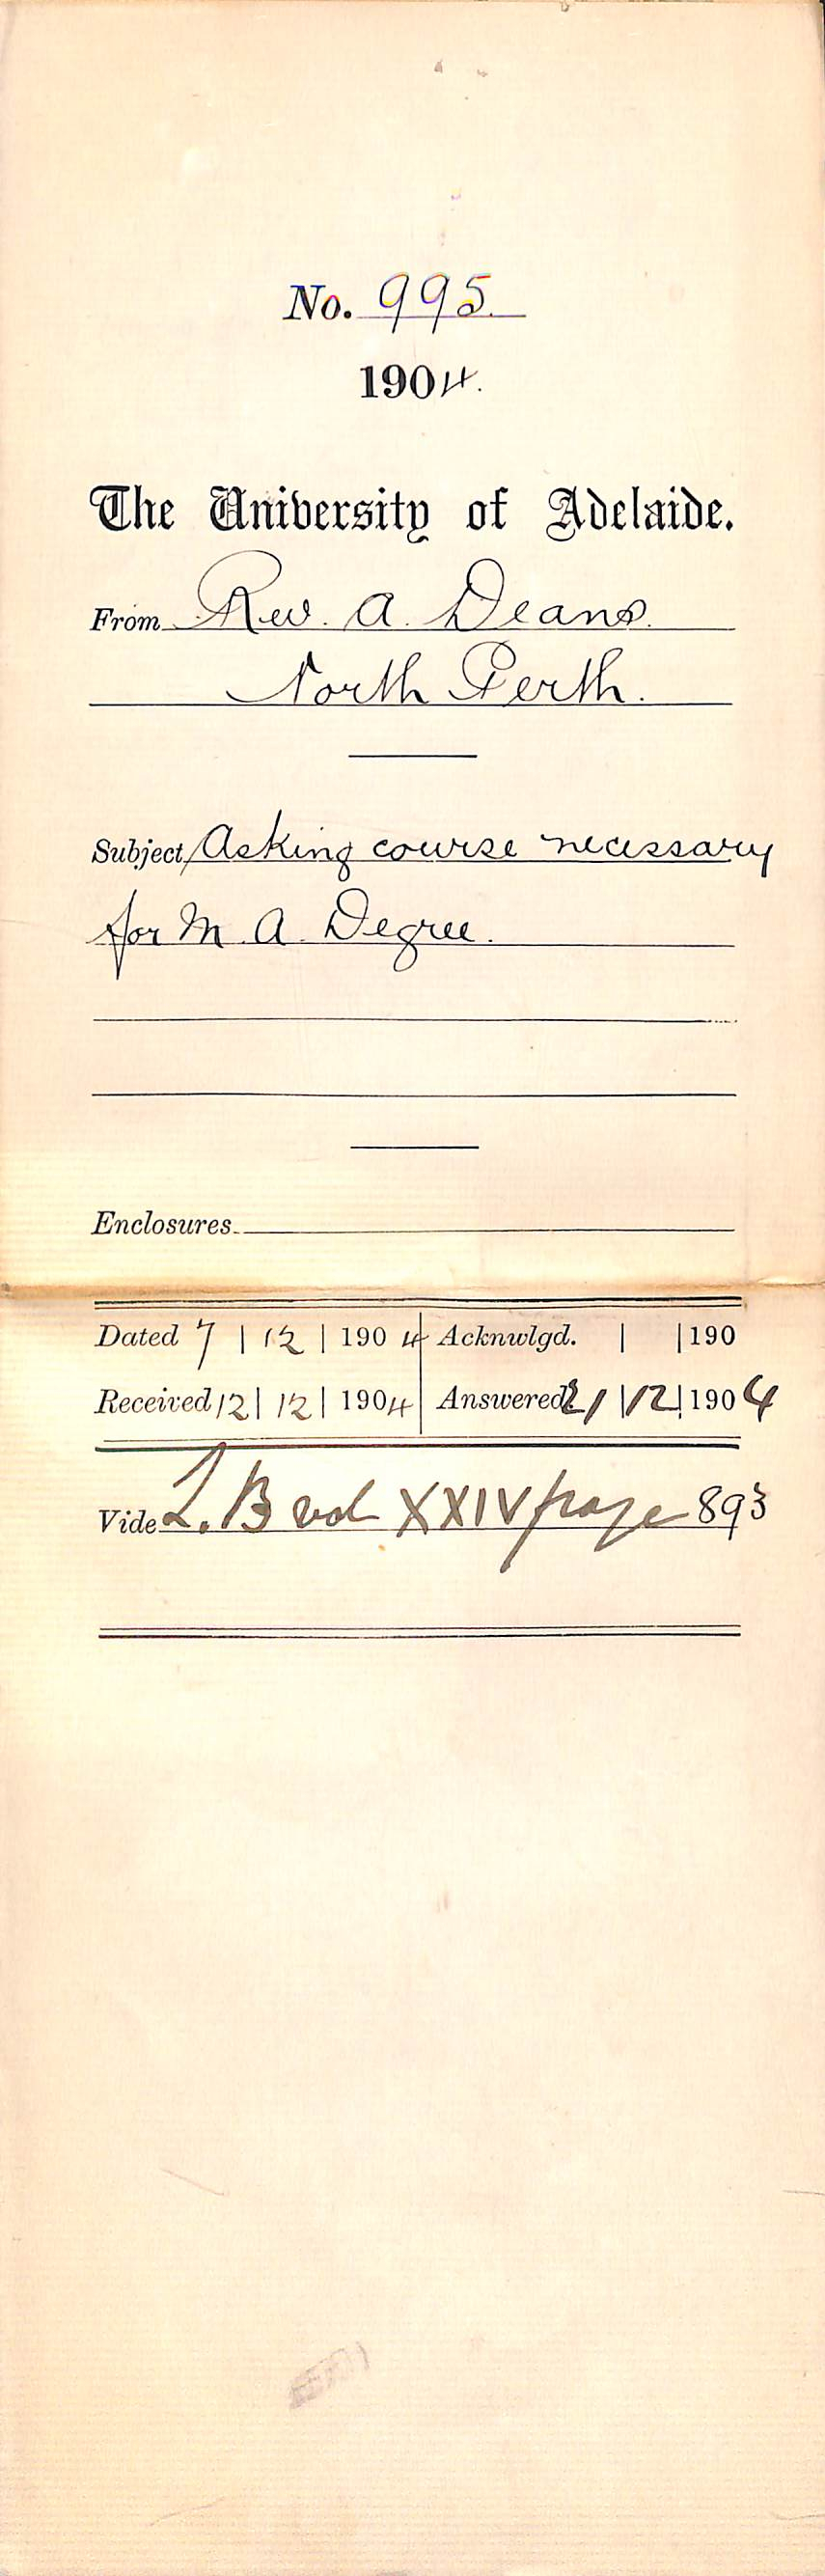 No. 995.
1904.
The University of Adelaide.
From Rev. A. Deans.
North Perth.
Subject Asking course necessary
for M. A. Degree.
Enclosures
Dated 7 | 12 | 1904 Acknwlgd. | | 190
Received 12 | 12 | 1904 Answered 21 | 12 | 1904
Vide L. B vol XXIV page 893